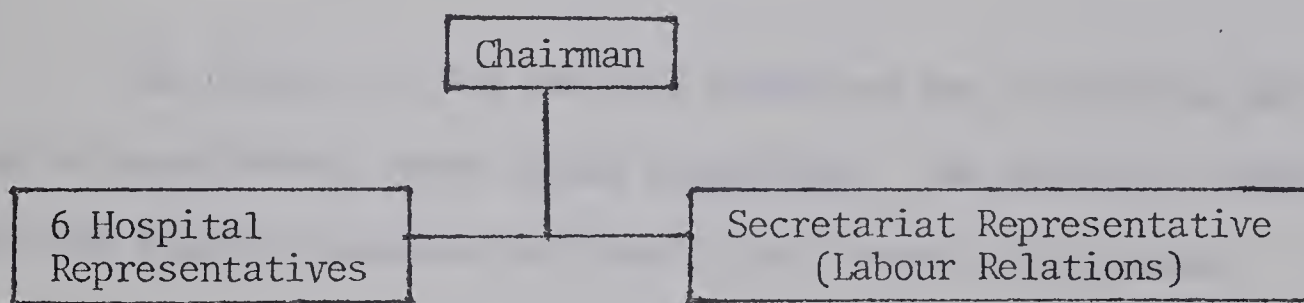 Chairman
6 Hospital
Representatives
Secretariat Representative
(Labour Relations)